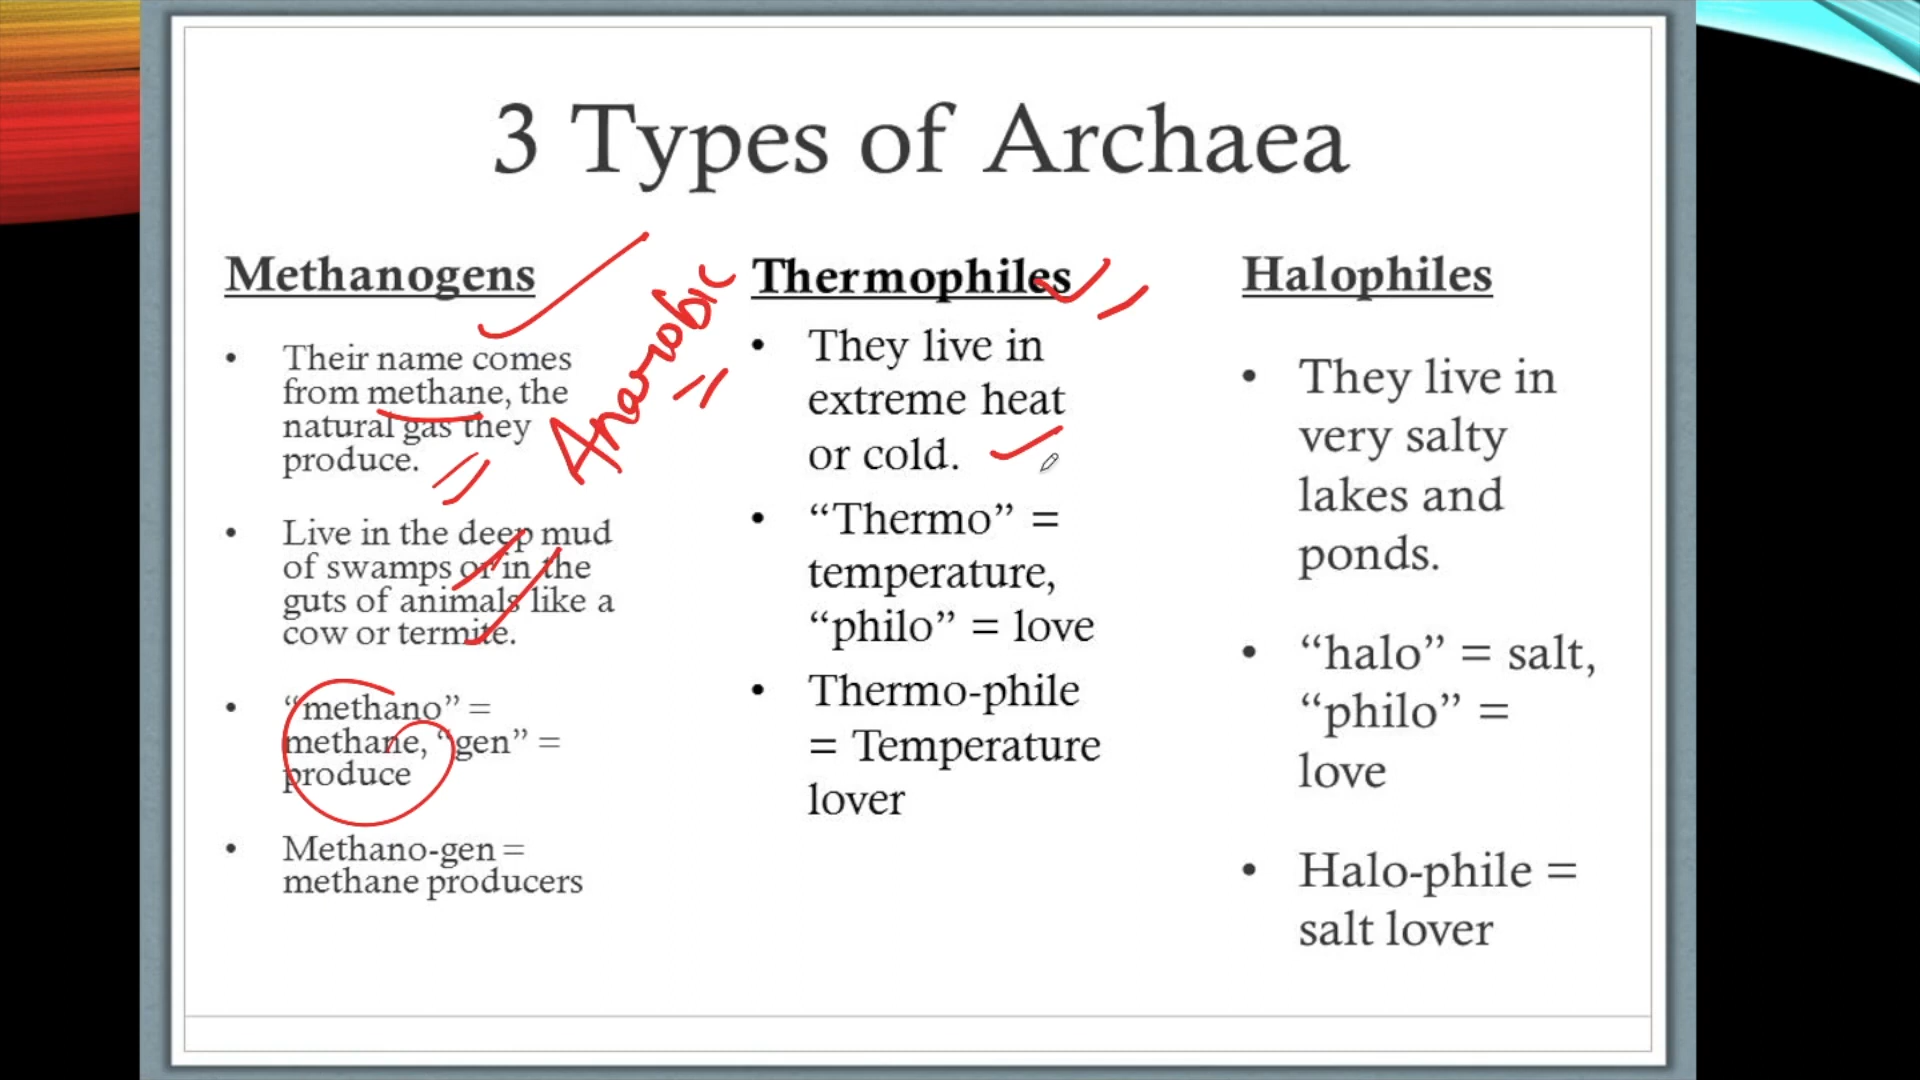 3 Types of Archaea
Methanogens
• Their name comes
from methane, the
natural gas they
produce.
• Live in the deep mud
of swamps or in the
guts of animals like a
cow or termite.
• “methano” =
methane, “gen” =
produce
• Methano-gen =
methane producers
Anarobic
Thermophiles
• They live in
extreme heat
or cold.
• “Thermo” =
temperature,
“philo” = love
• Thermo-phile
= Temperature
lover
Halophiles
• They live in
very salty
lakes and
ponds.
• “halo” = salt,
“philo” =
love
• Halo-phile =
salt lover